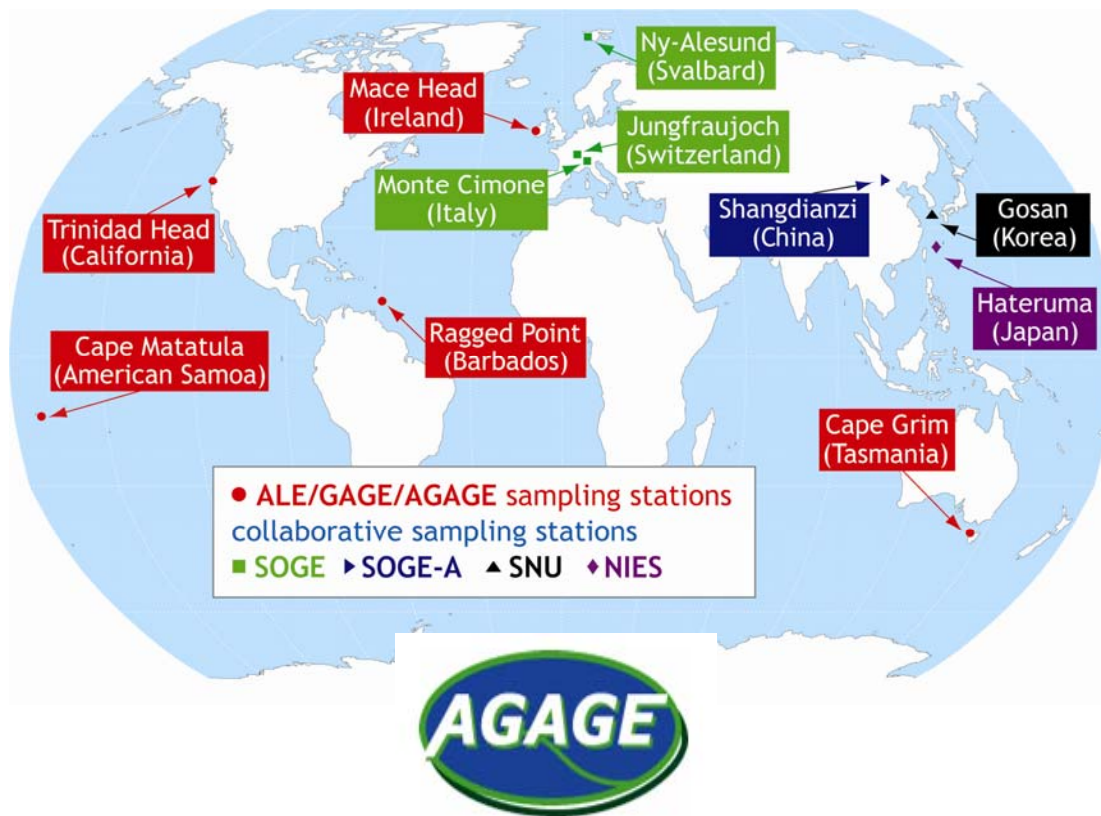 Ny-Alesund
(Svalbard)
Mace Head
(Ireland)
Jungfraujoch
(Switzerland)
Monte Cimone
(Italy)
Trinidad Head
(California)
Shangdianzi
(China)
Gosan
(Korea)
Hateruma
(Japan)
Ragged Point
(Barbados)
Cape Matatula
(American Samoa)
Cape Grim
(Tasmania)
ALE/GAGE/AGAGE sampling stations
collaborative sampling stations
SOGE SOGE-A SNU NIES
AGAGE